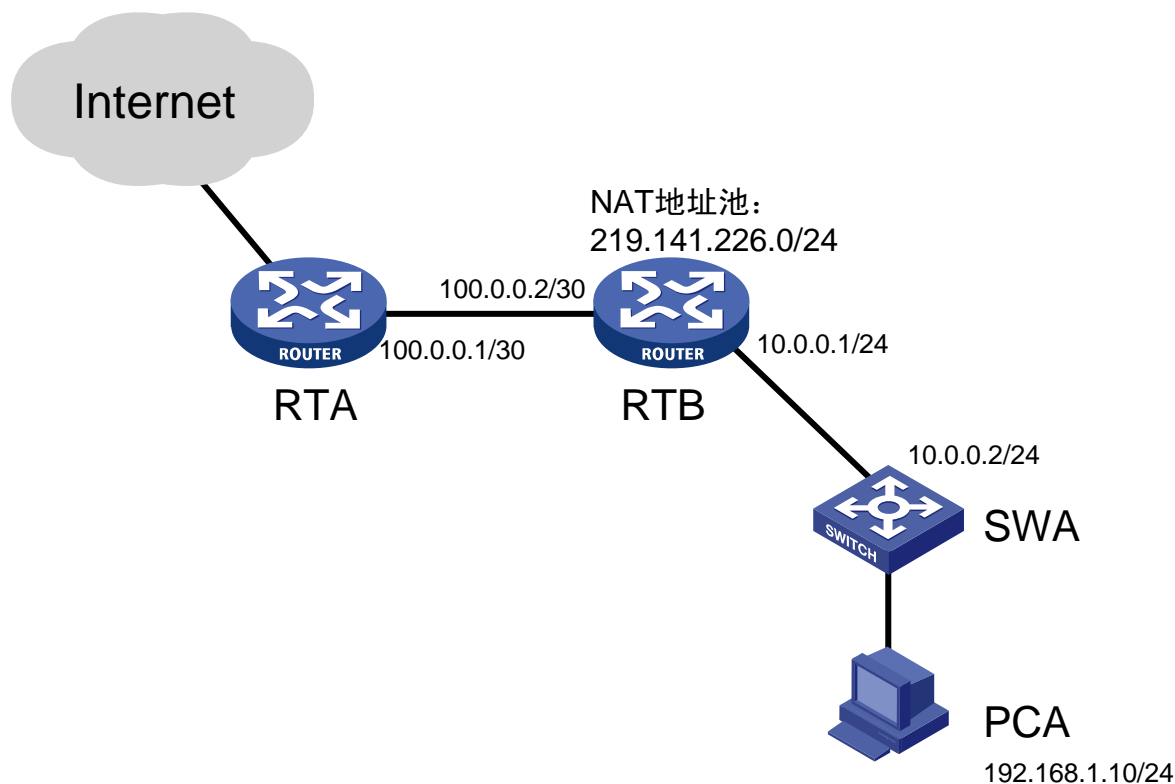 Internet
NAT地址池：
219.141.226.0/24
100.0.0.2/30
100.0.0.1/30
10.0.0.1/24
ROUTER
ROUTER
RTA
RTB
10.0.0.2/24
SWITCH
SWA
PCA
192.168.1.10/24